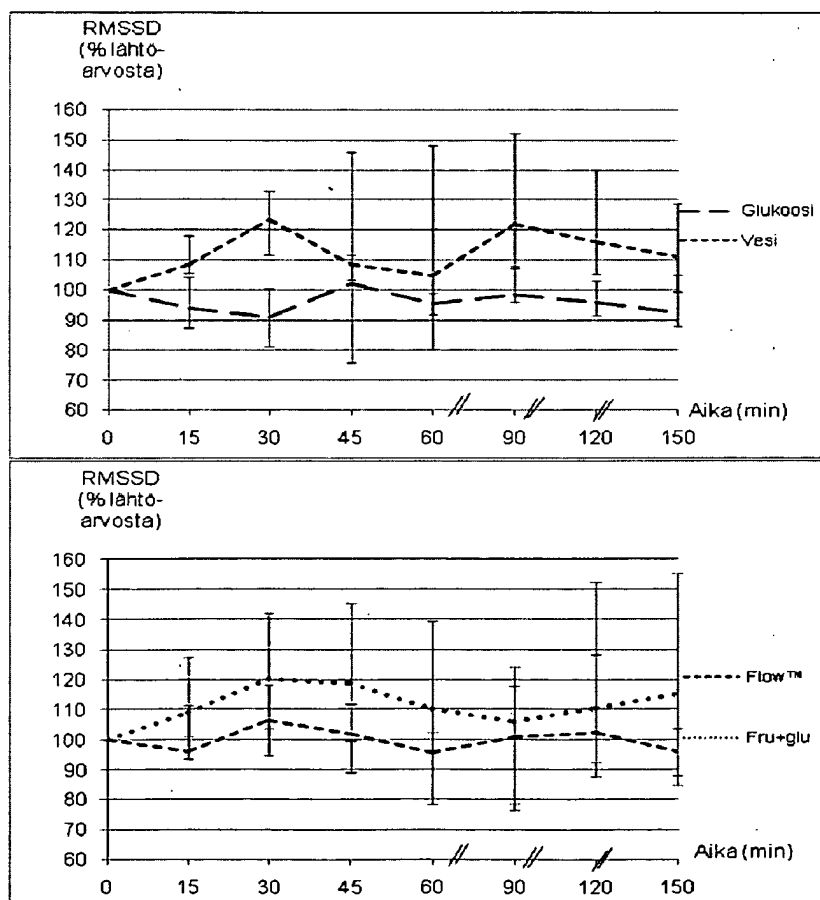 RMSSD
(% lähtö-
arvosta)
160
150
140
130
120
110
100
90
80
70
60
Glukoosi
Vesi
Aika (min)
0 15 30 45 60 90 120 150
RMSSD
(% lähtö-
arvosta)
160
150
140
130
120
110
100
90
80
70
60
Flow™
Fru+glu
Aika (min)
0 15 30 45 60 90 120 150